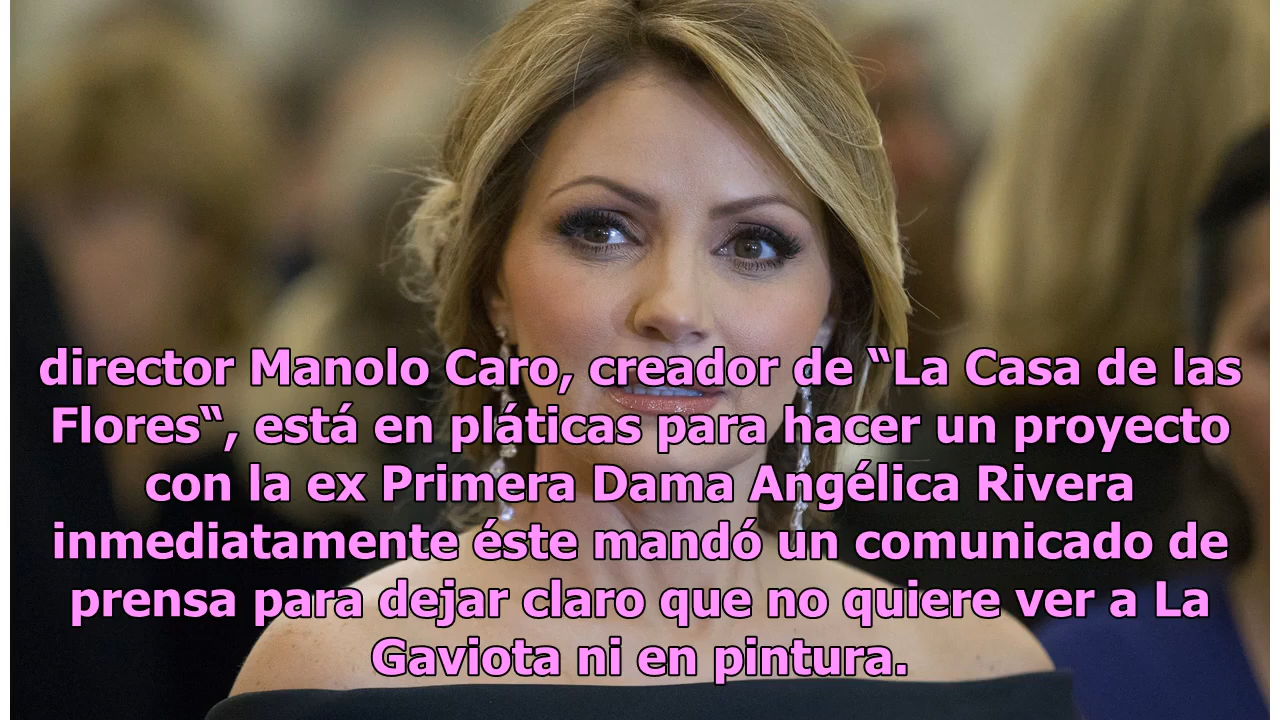 director Manolo Caro, creador de “La Casa de las
Flores“, está en pláticas para hacer un proyecto
con la ex Primera Dama Angélica Rivera
inmediatamente éste mandó un comunicado de
prensa para dejar claro que no quiere ver a La
Gaviota ni en pintura.